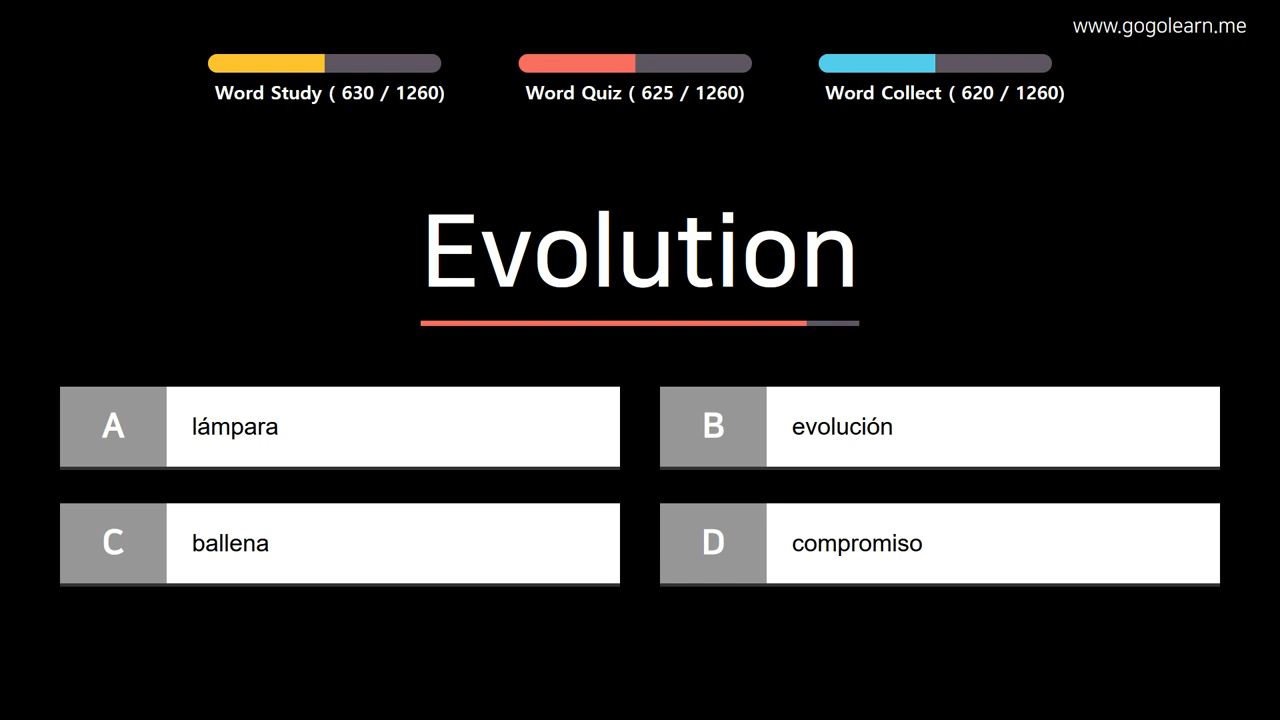 www.gogolearn.me
Word Study ( 630 / 1260)
Word Quiz ( 625 / 1260)
Word Collect ( 620 / 1260)
Evolution
A lámpara
B evolución
C ballena
D compromiso